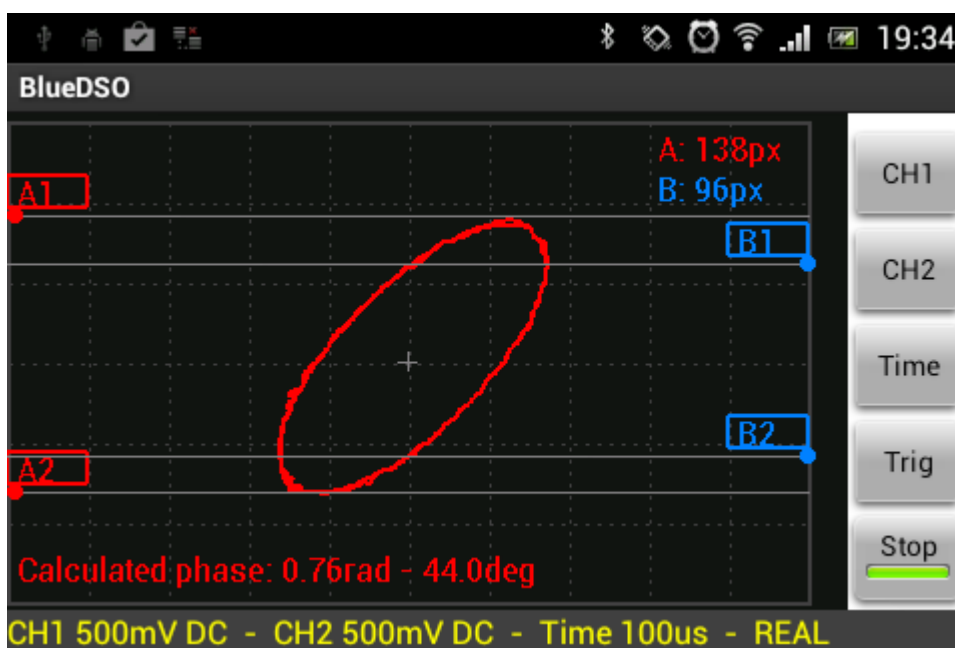 19:34
BlueDSO
A: 138px
A1
B: 96px
B1
B2
A2
Calculated phase: 0.76rad - 44.0deg
CH1
CH2
Time
Trig
Stop
CH1 500mV DC - CH2 500mV DC - Time 100us - REAL